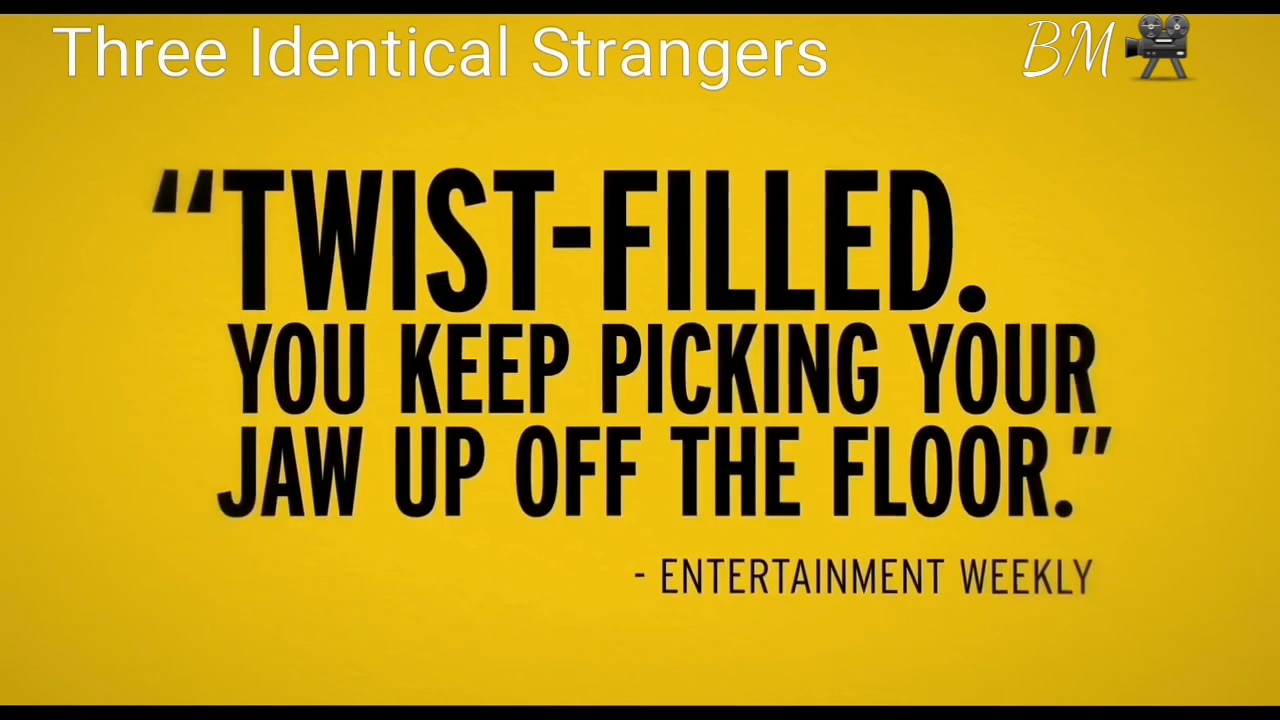 Three Identical Strangers
BM
“TWIST-FILLED.
YOU KEEP PICKING YOUR
JAW UP OFF THE FLOOR.”
- ENTERTAINMENT WEEKLY